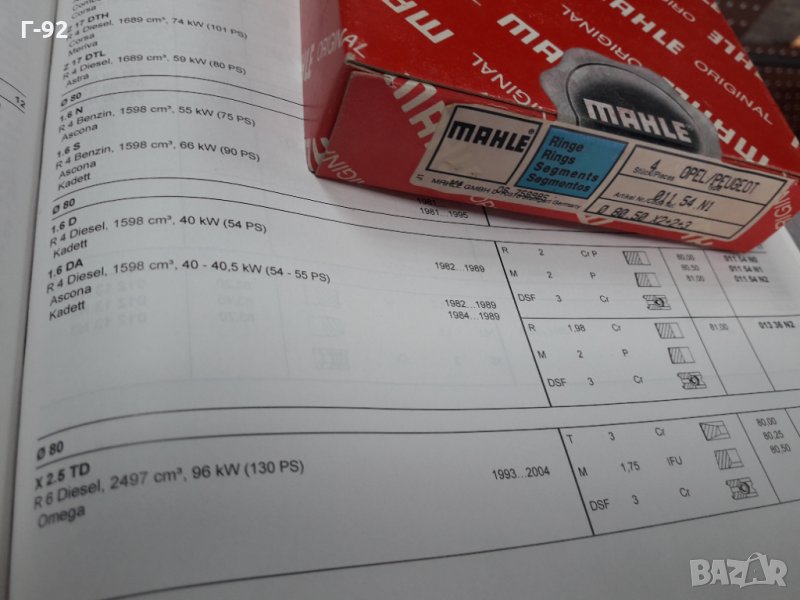 Г-92
Corsa
17 DTH
R 4 Diesel, 1689 cm³, 74 kW (101 PS)
Corsa
Meriva
Z 17 DTL
R 4 Diesel, 1689 cm³, 59 kW (80 PS)
Astra
12
Ø 80
1.6 N
R 4 Benzin, 1598 cm³, 55 kW (75 PS)
Ascona
1.6 S
R 4 Benzin, 1598 cm³, 66 kW (90 PS)
Ascona
Kadett
Ø 80
1.6 D
R 4 Diesel, 1598 cm³, 40 kW (54 PS)
Kadett
1981
1981...1995
1.6 DA
R 4 Diesel, 1598 cm³, 40 - 40,5 kW (54 - 55 PS)
Ascona
Kadett
1982...1989
1982...1989
1984...1989
R 2 Cr P 80,00 011 54 N0
M 2 P 80,50 011 54 N1
DSF 3 Cr 81,00 011 54 N2
R 1,98 Cr 81,00 013 36 N2
M 2 P
DSF 3 Cr
Ø 80
X 2.5 TD
R 6 Diesel, 2497 cm³, 96 kW (130 PS)
Omega
1993...2004
T 3 Cr 80,00
M 1,75 IFU 80,25
DSF 3 Cr 80,50
MAHLE
ORIGINAL
MAHLE
ORIGINAL
MAHLE
MAHLE
Ringe
Rings
Segments
Segmentos
4
Stück/Pieces
OPEL/PEUGEOT
011 54 N1
0 80.50 X2+2+3
BAZAR